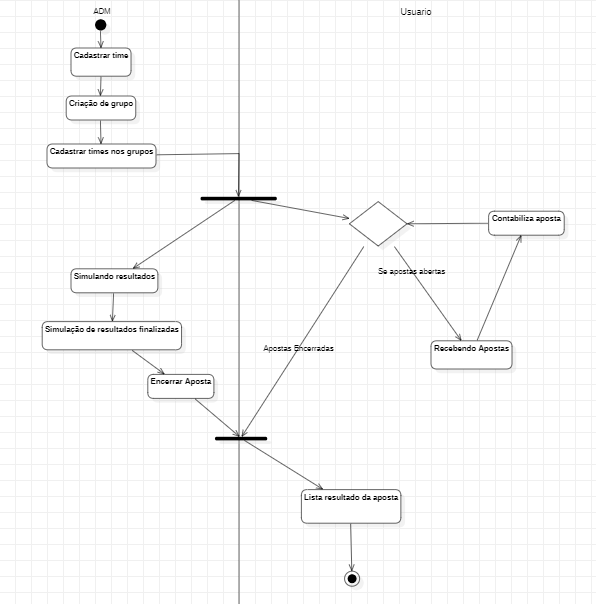 ADM
Usuario
Cadastrar time
Criação de grupo
Cadastrar times nos grupos
Contabiliza aposta
Simulando resultados
Se apostas abertas
Simulação de resultados finalizadas
Apostas Encerradas
Recebendo Apostas
Encerrar Aposta
Lista resultado da aposta